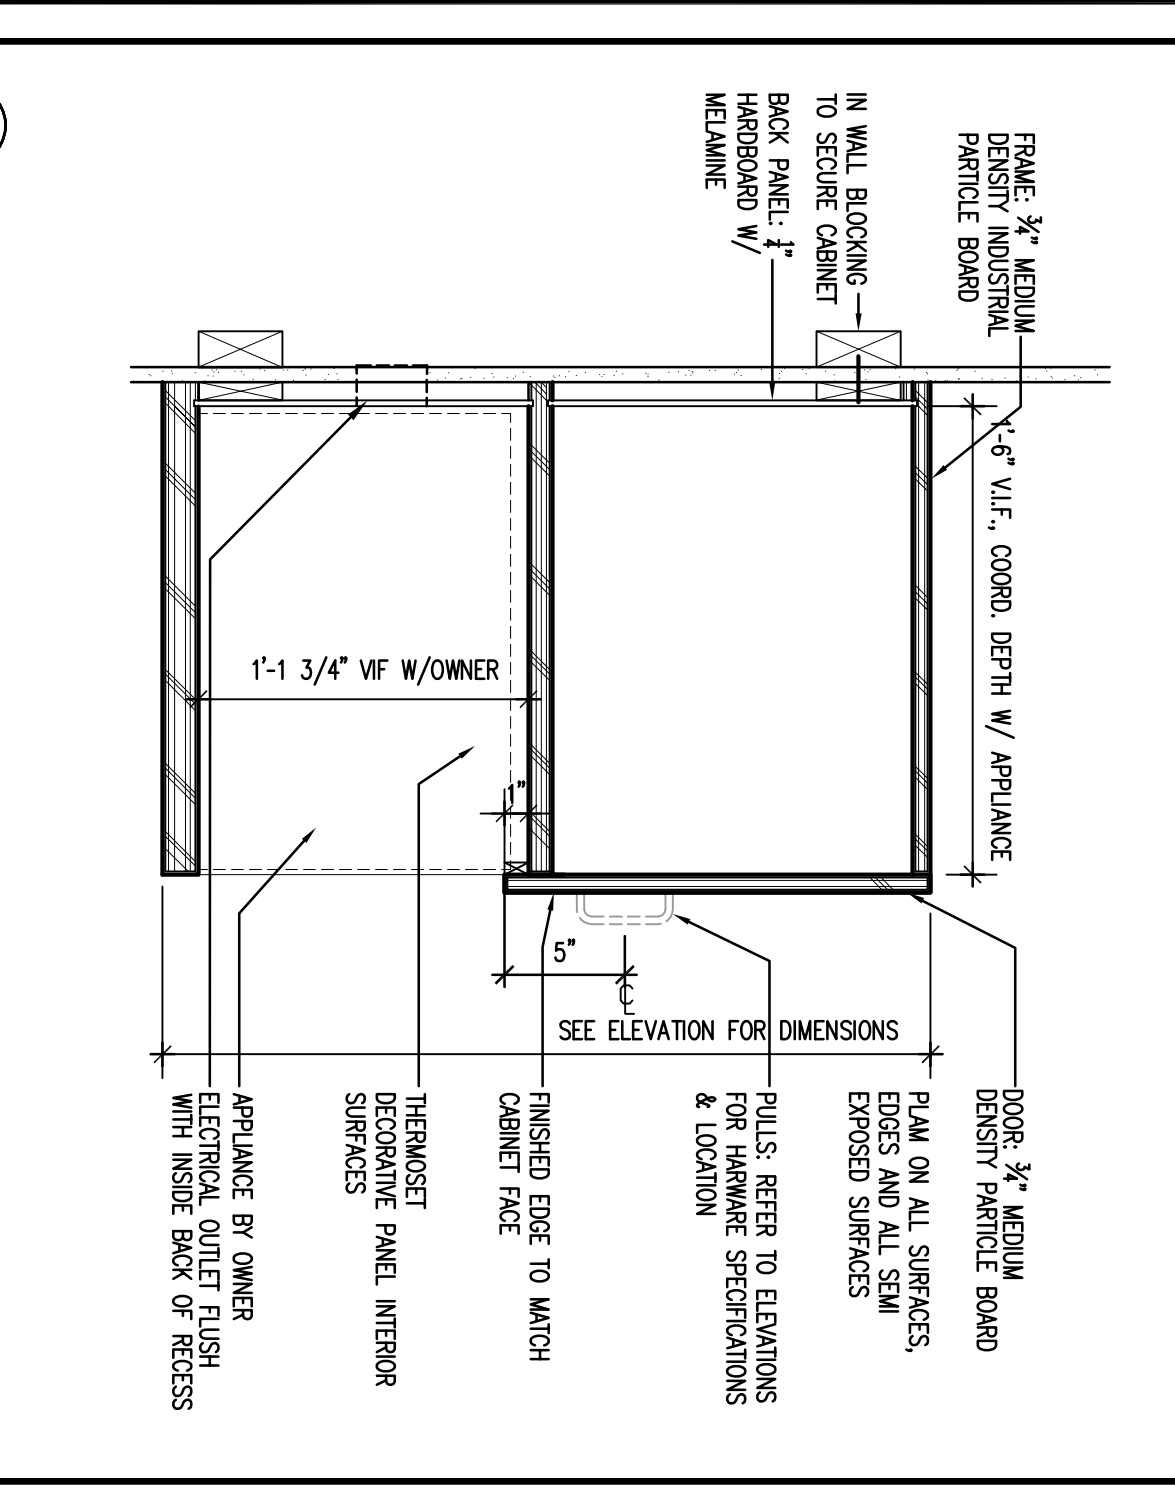 FRAME: ¾" MEDIUM
DENSITY INDUSTRIAL
PARTICLE BOARD
IN WALL BLOCKING
TO SECURE CABINET
BACK PANEL: ¼"
HARDBOARD W/
MELAMINE
1'-6" V.I.F., COORD. DEPTH W/ APPLIANCE
1'-1 3/4" VIF W/OWNER
1"
5"
CL
SEE ELEVATION FOR DIMENSIONS
DOOR: ¾" MEDIUM
DENSITY PARTICLE BOARD
PLAM ON ALL SURFACES,
EDGES AND ALL SEMI
EXPOSED SURFACES
PULLS: REFER TO ELEVATIONS
FOR HARWARE SPECIFICATIONS
& LOCATION
FINISHED EDGE TO MATCH
CABINET FACE
THERMOSET
DECORATIVE PANEL INTERIOR
SURFACES
APPLIANCE BY OWNER
ELECTRICAL OUTLET FLUSH
WITH INSIDE BACK OF RECESS